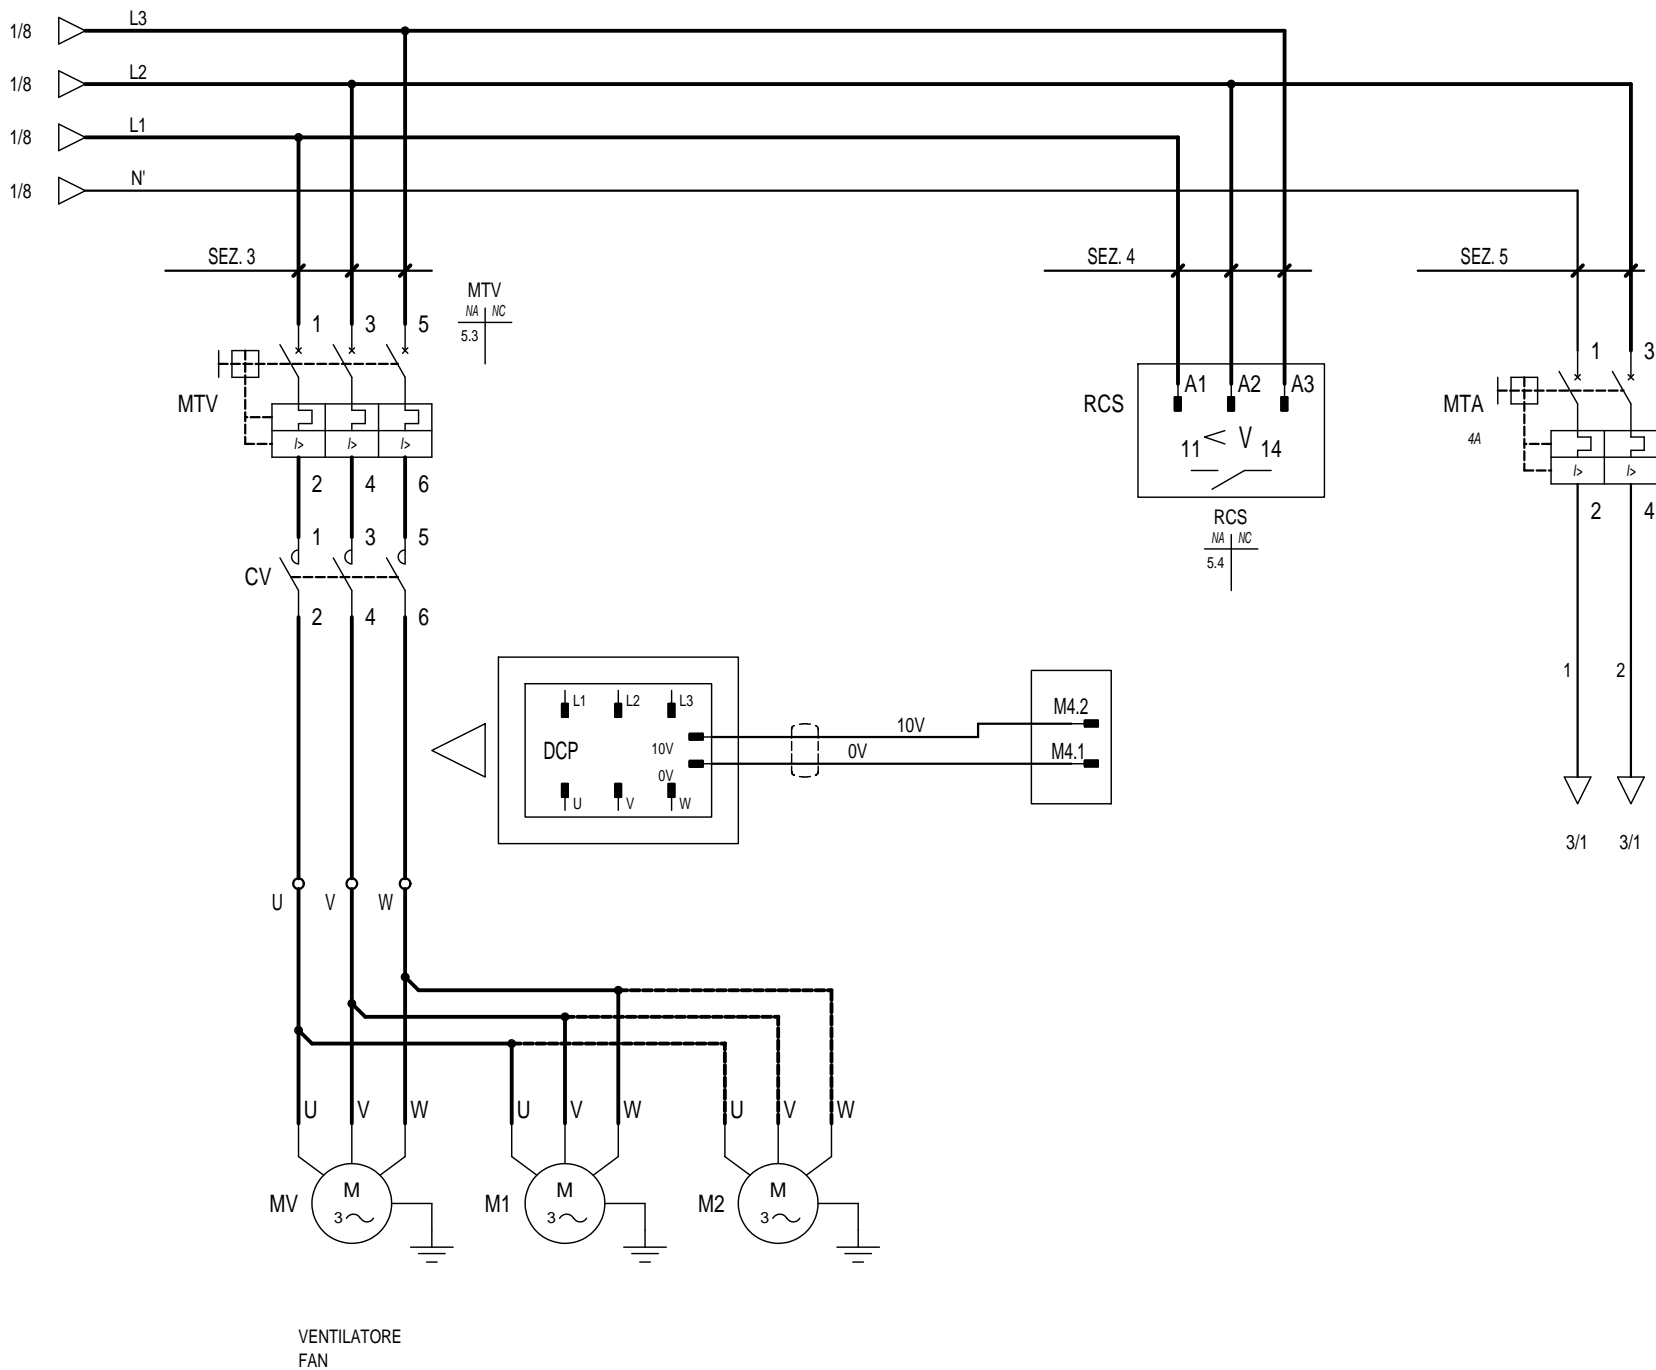 1/8 L3
1/8 L2
1/8 L1
1/8 N'
SEZ. 3 SEZ. 4 SEZ. 5
MTV
NA NC
5.3
1 3 5
MTV
I> I> I>
2 4 6
RCS
A1 A2 A3
< V
11 14
RCS
NA NC
5.4
1 3
MTA
4A
I> I>
2 4
1 3 5
CV
2 4 6
1 2
3/1 3/1
L1 L2 L3
DCP 10V
0V
U V W
10V
0V
M4.2
M4.1
U V W
U V W U V W U V W
MV M
3~
M1 M
3~
M2 M
3~
VENTILATORE
FAN